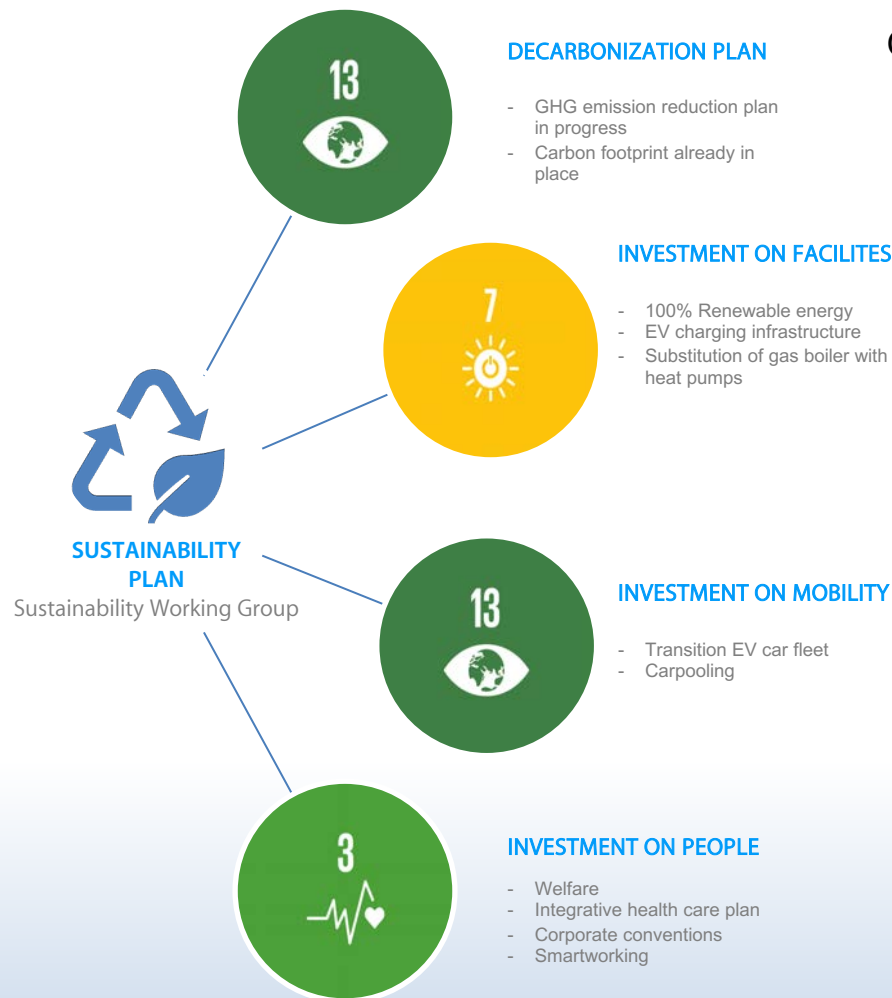 13
DECARBONIZATION PLAN
- GHG emission reduction plan
in progress
- Carbon footprint already in
place
7
INVESTMENT ON FACILITES
- 100% Renewable energy
- EV charging infrastructure
- Substitution of gas boiler with
heat pumps
SUSTAINABILITY
PLAN
Sustainability Working Group
13
INVESTMENT ON MOBILITY
- Transition EV car fleet
- Carpooling
3
INVESTMENT ON PEOPLE
- Welfare
- Integrative health care plan
- Corporate conventions
- Smartworking